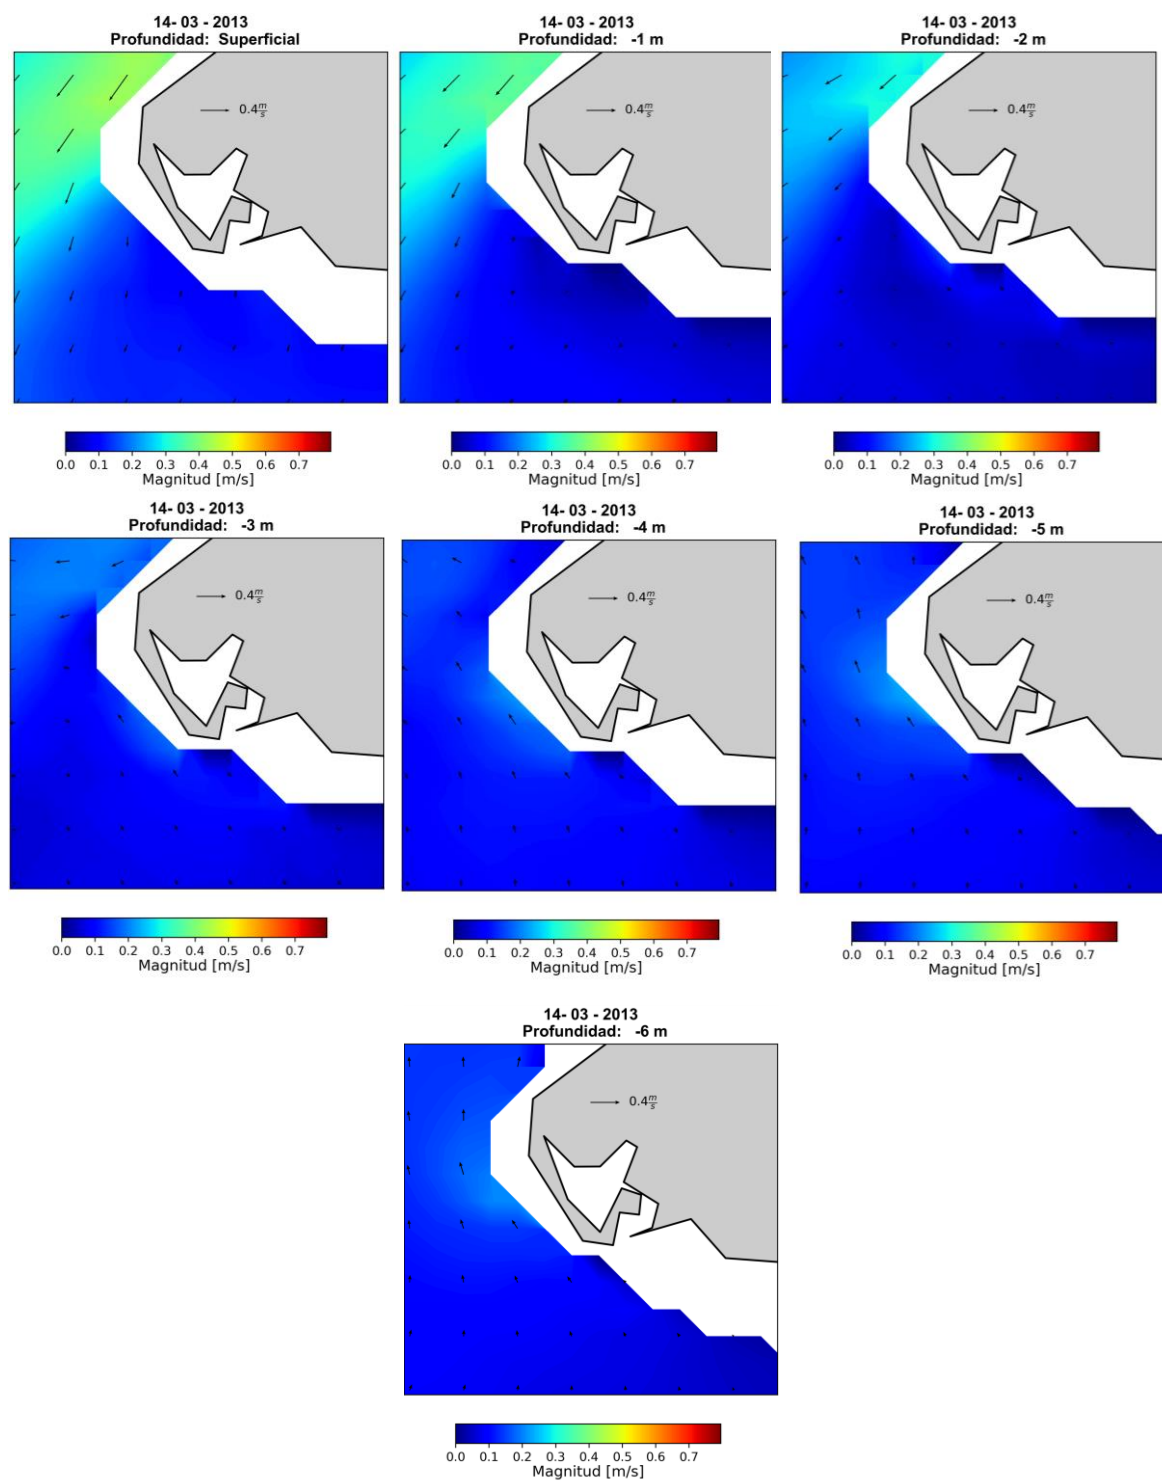 14- 03 - 2013
Profundidad: Superficial
0.4 m/s
0.0 0.1 0.2 0.3 0.4 0.5 0.6 0.7
Magnitud [m/s]
14- 03 - 2013
Profundidad: -1 m
0.4 m/s
0.0 0.1 0.2 0.3 0.4 0.5 0.6 0.7
Magnitud [m/s]
14- 03 - 2013
Profundidad: -2 m
0.4 m/s
0.0 0.1 0.2 0.3 0.4 0.5 0.6 0.7
Magnitud [m/s]
14- 03 - 2013
Profundidad: -3 m
0.4 m/s
0.0 0.1 0.2 0.3 0.4 0.5 0.6 0.7
Magnitud [m/s]
14- 03 - 2013
Profundidad: -4 m
0.4 m/s
0.0 0.1 0.2 0.3 0.4 0.5 0.6 0.7
Magnitud [m/s]
14- 03 - 2013
Profundidad: -5 m
0.4 m/s
0.0 0.1 0.2 0.3 0.4 0.5 0.6 0.7
Magnitud [m/s]
14- 03 - 2013
Profundidad: -6 m
0.4 m/s
0.0 0.1 0.2 0.3 0.4 0.5 0.6 0.7
Magnitud [m/s]